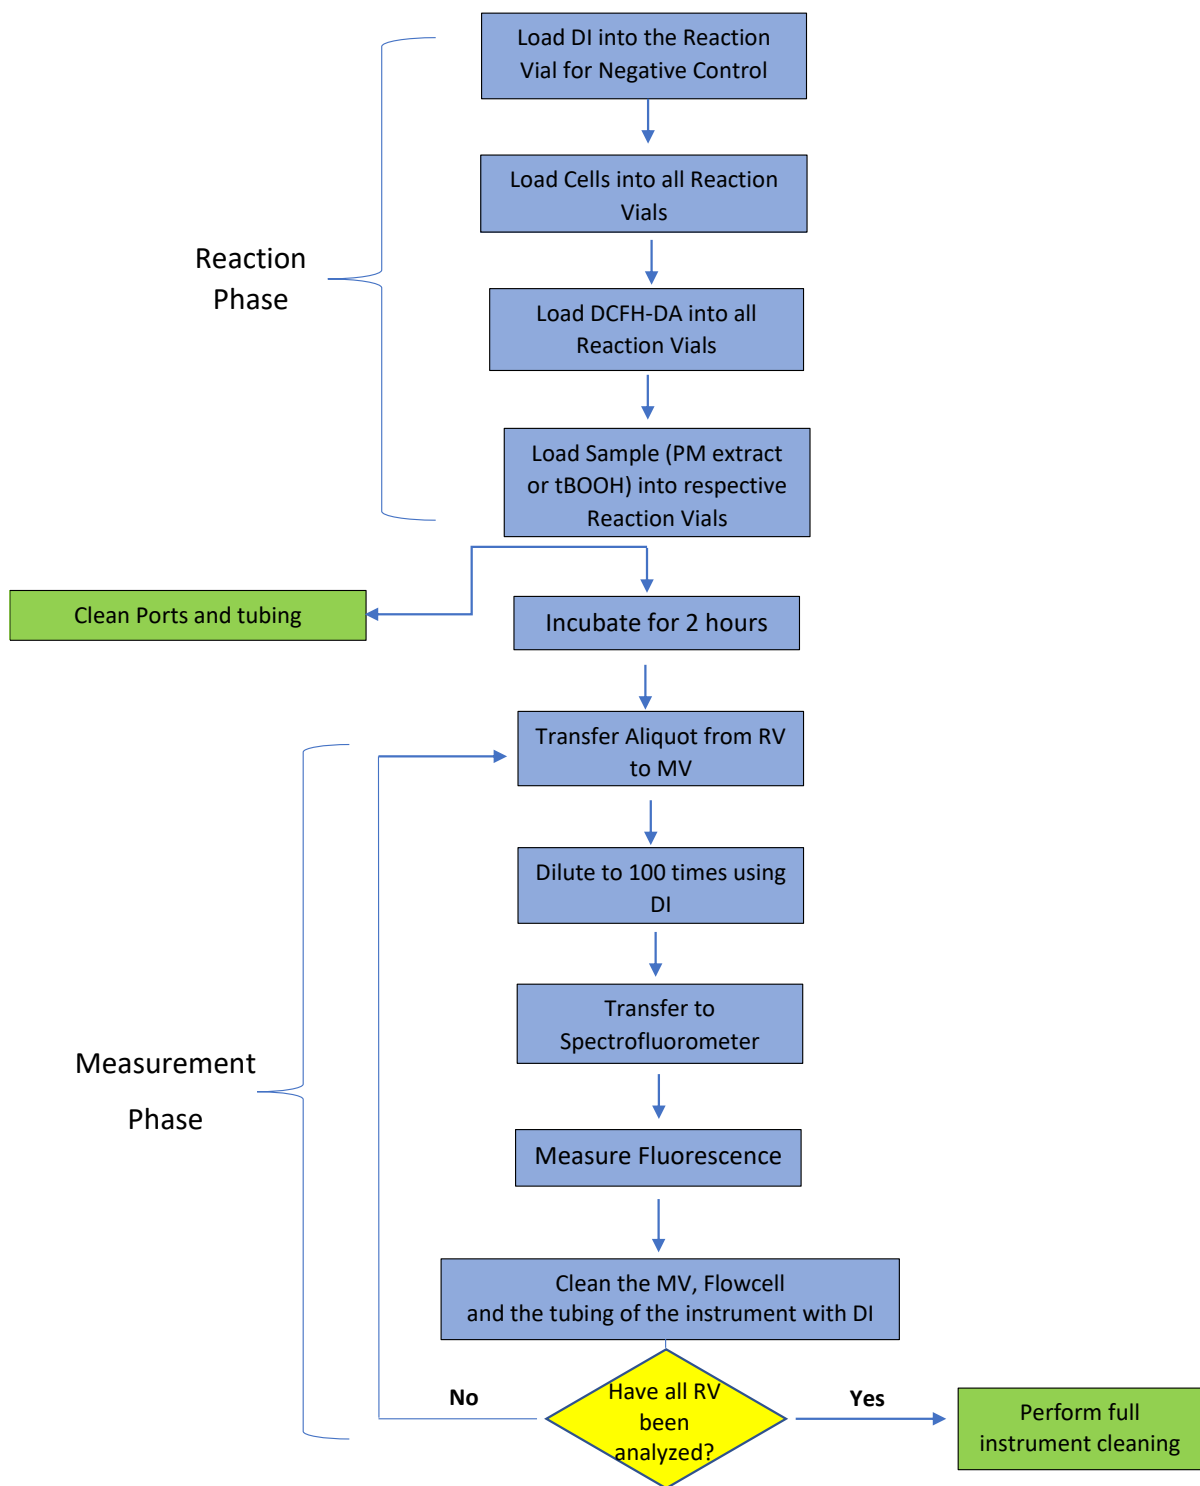 Load DI into the Reaction
Vial for Negative Control
Load Cells into all Reaction
Vials
Reaction
Phase
Load DCFH-DA into all
Reaction Vials
Load Sample (PM extract
or tBOOH) into respective
Reaction Vials
Clean Ports and tubing
Incubate for 2 hours
Transfer Aliquot from RV
to MV
Dilute to 100 times using
DI
Transfer to
Spectrofluorometer
Measurement
Phase
Measure Fluorescence
Clean the MV, Flowcell
and the tubing of the instrument with DI
No
Have all RV
been
analyzed?
Yes
Perform full
instrument cleaning